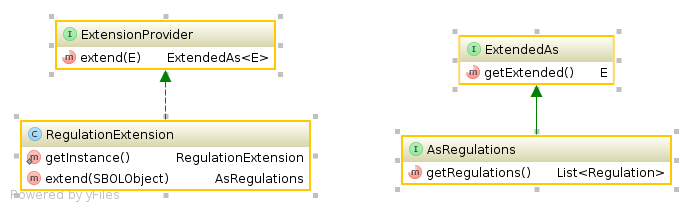 I ExtensionProvider
m extend(E) ExtendedAs<E>
C RegulationExtension
m getInstance() RegulationExtension
m extend(SBOLObject) AsRegulations
Powered by yFiles
I ExtendedAs
m getExtended() E
I AsRegulations
m getRegulations() List<Regulation>